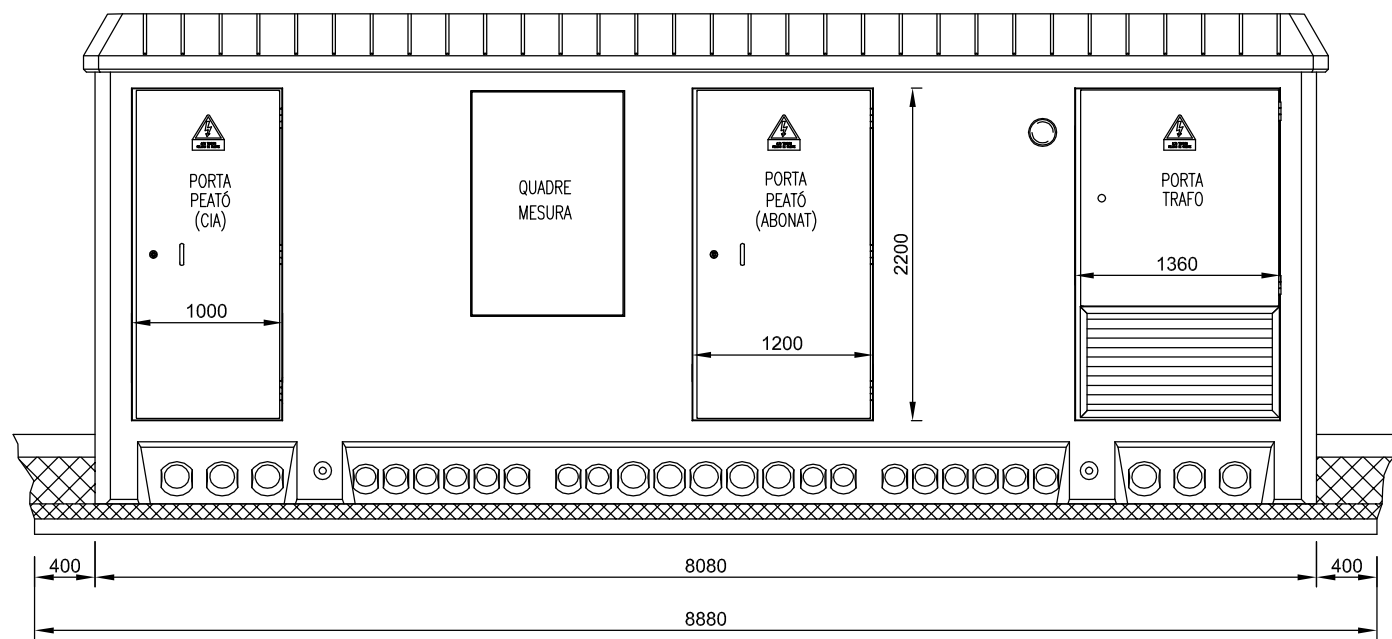 PORTA
PEATÓ
(CIA)
QUADRE
MESURA
PORTA
PEATÓ
(ABONAT)
PORTA
TRAFO
2200
1360
1000
1200
400
8080
400
8880